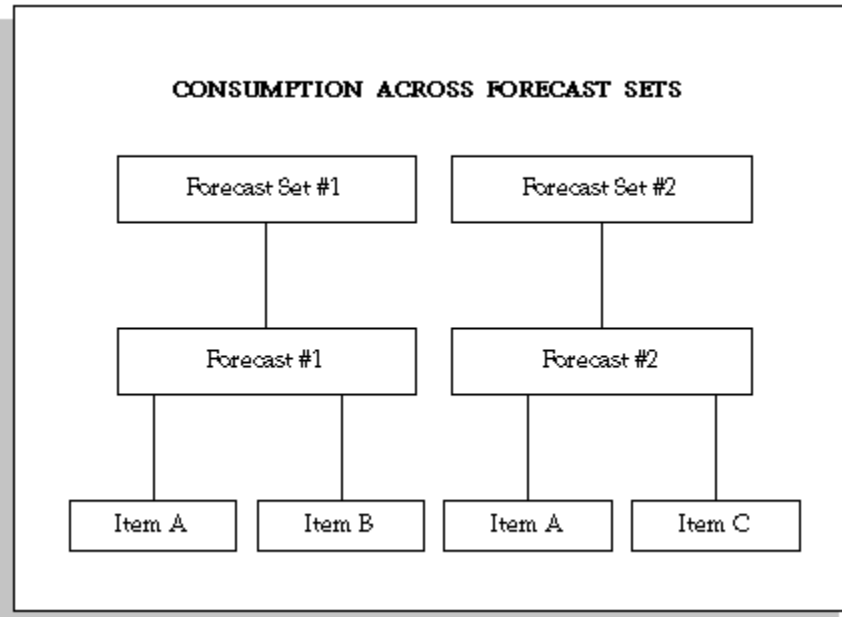 CONSUMPTION ACROSS FORECAST SETS
Forecast Set #1
Forecast Set #2
Forecast #1
Forecast #2
Item A
Item B
Item A
Item C